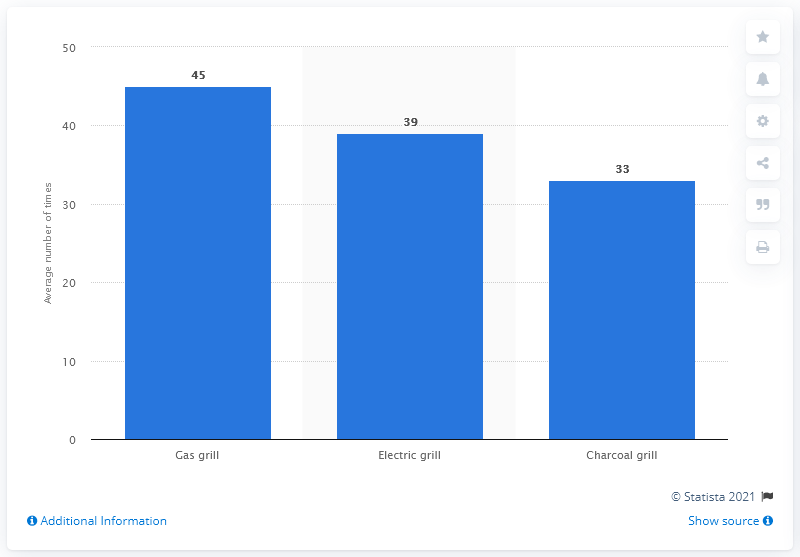 50
45
40
39
33
30
20
10
0
Average number of times
Gas grill
Electric grill
Charcoal grill
© Statista 2021
Additional Information
Show source